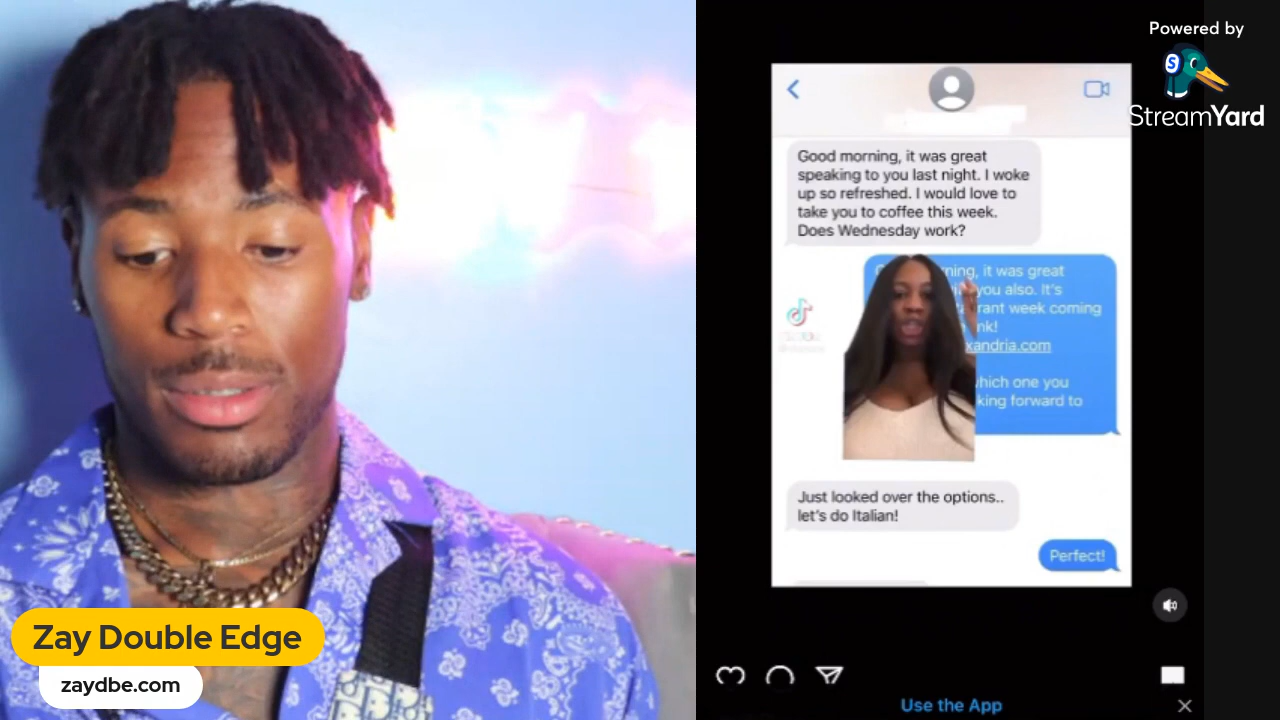 Powered by
StreamYard
Good morning, it was great
speaking to you last night. I woke
up so refreshed. I would love to
take you to coffee this week.
Does Wednesday work?
it was great
you also. It's
rant week coming
xandria.com
which one you
king forward to
Just looked over the options..
let's do Italian!
Perfect!
Use the App
Zay Double Edge
zaydbe.com